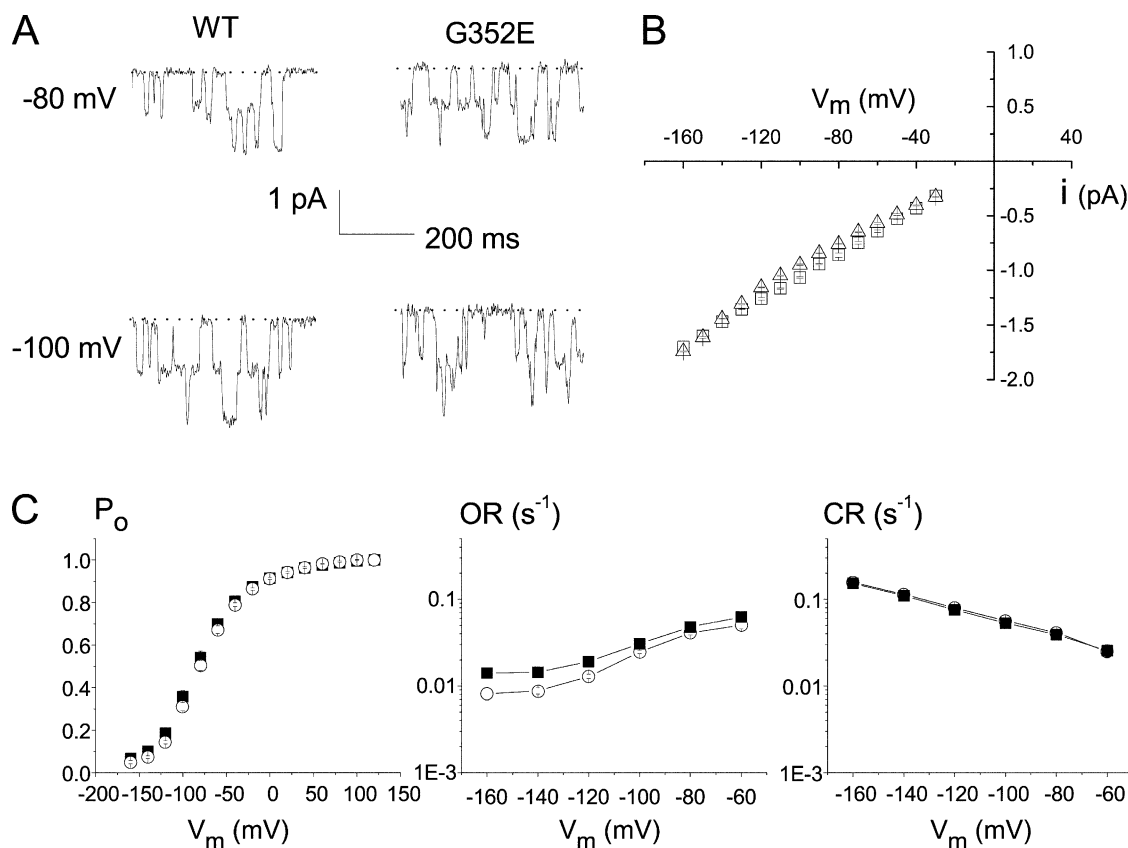 A
WT
G352E
-80 mV
1 pA
200 ms
-100 mV
B
1.0
Vm (mV)
0.5
-160 -120 -80 -40 40
i (pA)
-0.5
-1.0
-1.5
-2.0
C
Po
1.0
0.8
0.6
0.4
0.2
0.0
-200 -150 -100 -50 0 50 100 150
Vm (mV)
OR (s-1)
0.1
0.01
1E-3
-160 -140 -120 -100 -80 -60
Vm (mV)
CR (s-1)
0.1
0.01
1E-3
-160 -140 -120 -100 -80 -60
Vm (mV)